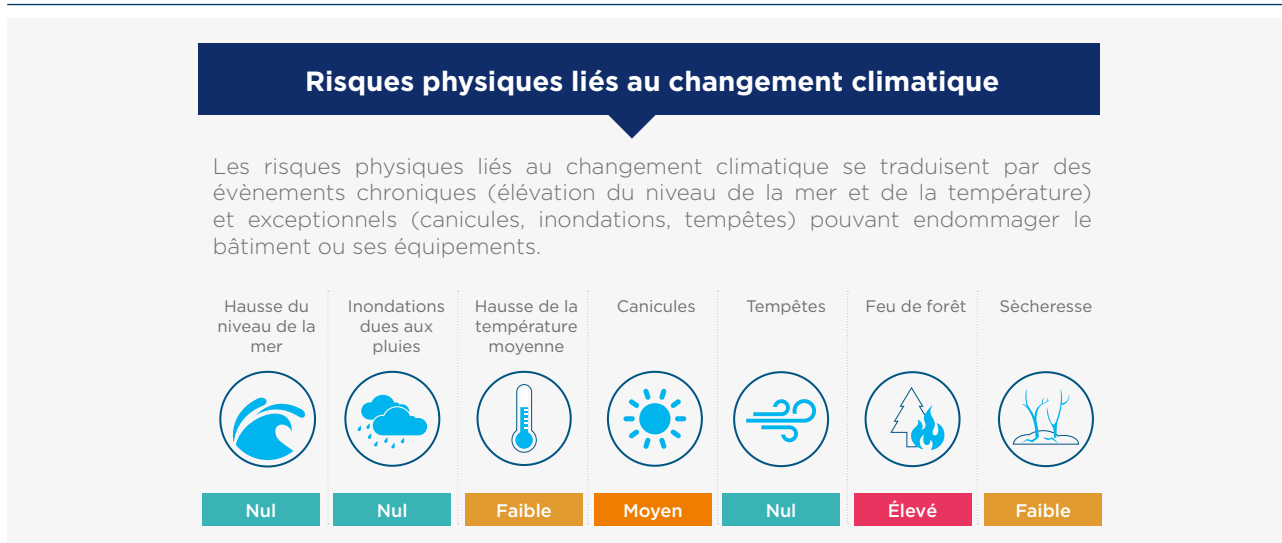 Risques physiques liés au changement climatique
Les risques physiques liés au changement climatique se traduisent par des
évènements chroniques (élévation du niveau de la mer et de la température)
et exceptionnels (canicules, inondations, tempêtes) pouvant endommager le
bâtiment ou ses équipements.
Hausse du
niveau de la
mer
Inondations
dues aux
pluies
Hausse de la
température
moyenne
Canicules
Tempêtes
Feu de forêt
Sècheresse
Nul
Nul
Faible
Moyen
Nul
Élevé
Faible